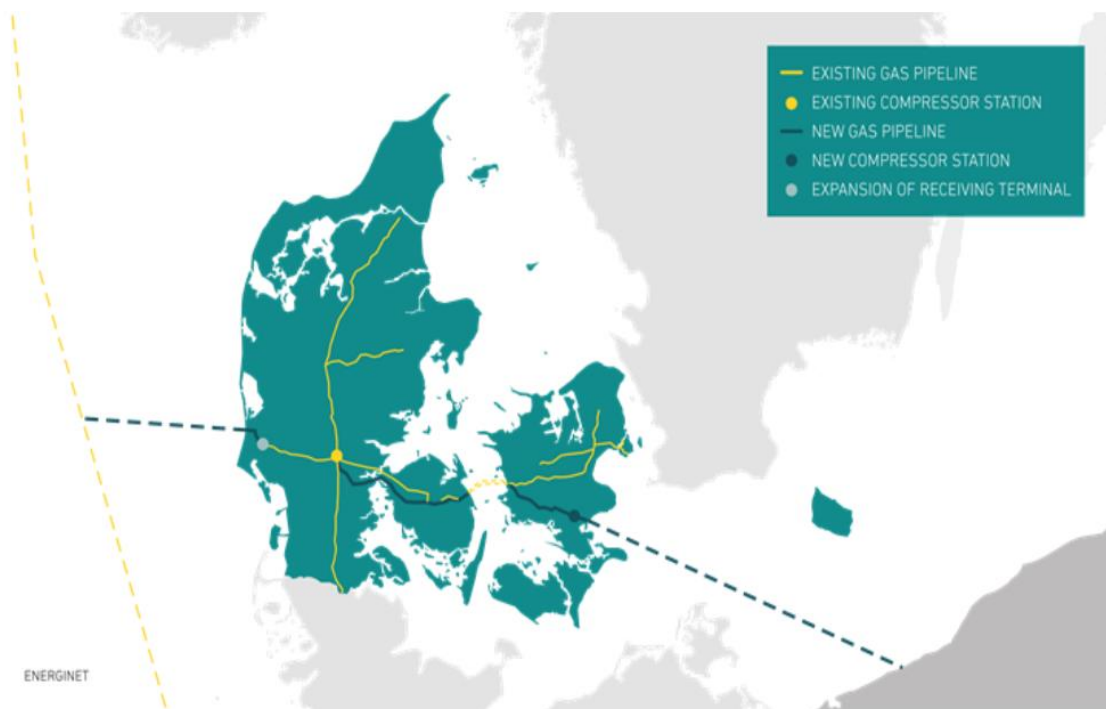 EXISTING GAS PIPELINE
EXISTING COMPRESSOR STATION
NEW GAS PIPELINE
NEW COMPRESSOR STATION
EXPANSION OF RECEIVING TERMINAL
ENERGINET